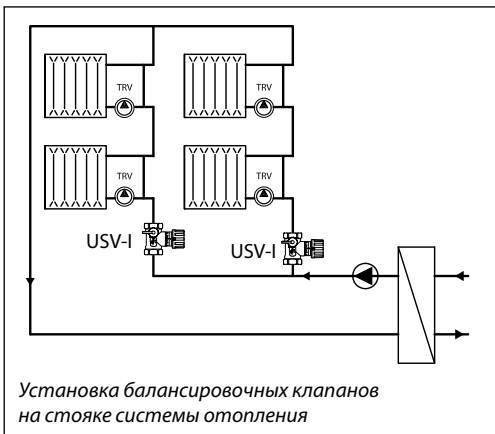 TRV
TRV
TRV
TRV
USV-I
USV-I
Установка балансировочных клапанов
на стояке системы отопления